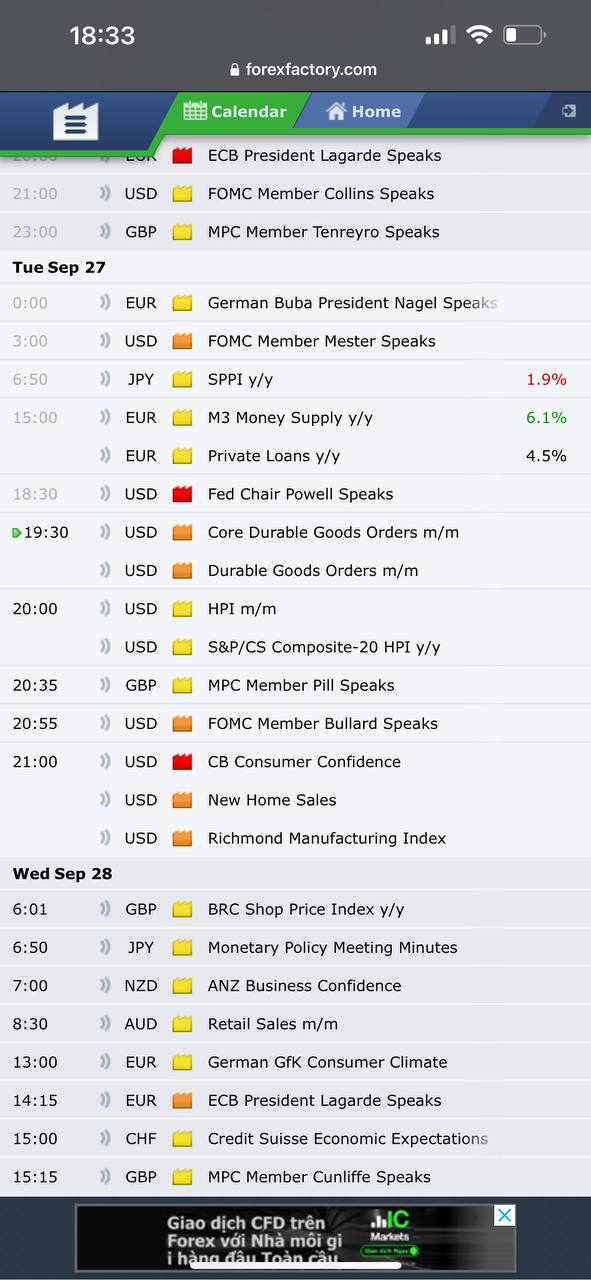 18:33
forexfactory.com
Calendar Home
EUR ECB President Lagarde Speaks
21:00 USD FOMC Member Collins Speaks
23:00 GBP MPC Member Tenreyro Speaks
Tue Sep 27
0:00 EUR German Buba President Nagel Speaks
3:00 USD FOMC Member Mester Speaks
6:50 JPY SPPI y/y 1.9%
15:00 EUR M3 Money Supply y/y 6.1%
EUR Private Loans y/y 4.5%
18:30 USD Fed Chair Powell Speaks
19:30 USD Core Durable Goods Orders m/m
USD Durable Goods Orders m/m
20:00 USD HPI m/m
USD S&P/CS Composite-20 HPI y/y
20:35 GBP MPC Member Pill Speaks
20:55 USD FOMC Member Bullard Speaks
21:00 USD CB Consumer Confidence
USD New Home Sales
USD Richmond Manufacturing Index
Wed Sep 28
6:01 GBP BRC Shop Price Index y/y
6:50 JPY Monetary Policy Meeting Minutes
7:00 NZD ANZ Business Confidence
8:30 AUD Retail Sales m/m
13:00 EUR German GfK Consumer Climate
14:15 EUR ECB President Lagarde Speaks
15:00 CHF Credit Suisse Economic Expectations
15:15 GBP MPC Member Cunliffe Speaks
Giao dịch CFD trên
Forex với Nhà môi gi
i hàng đầu Toàn cầu
IC
Markets
Giao dịch Ngay